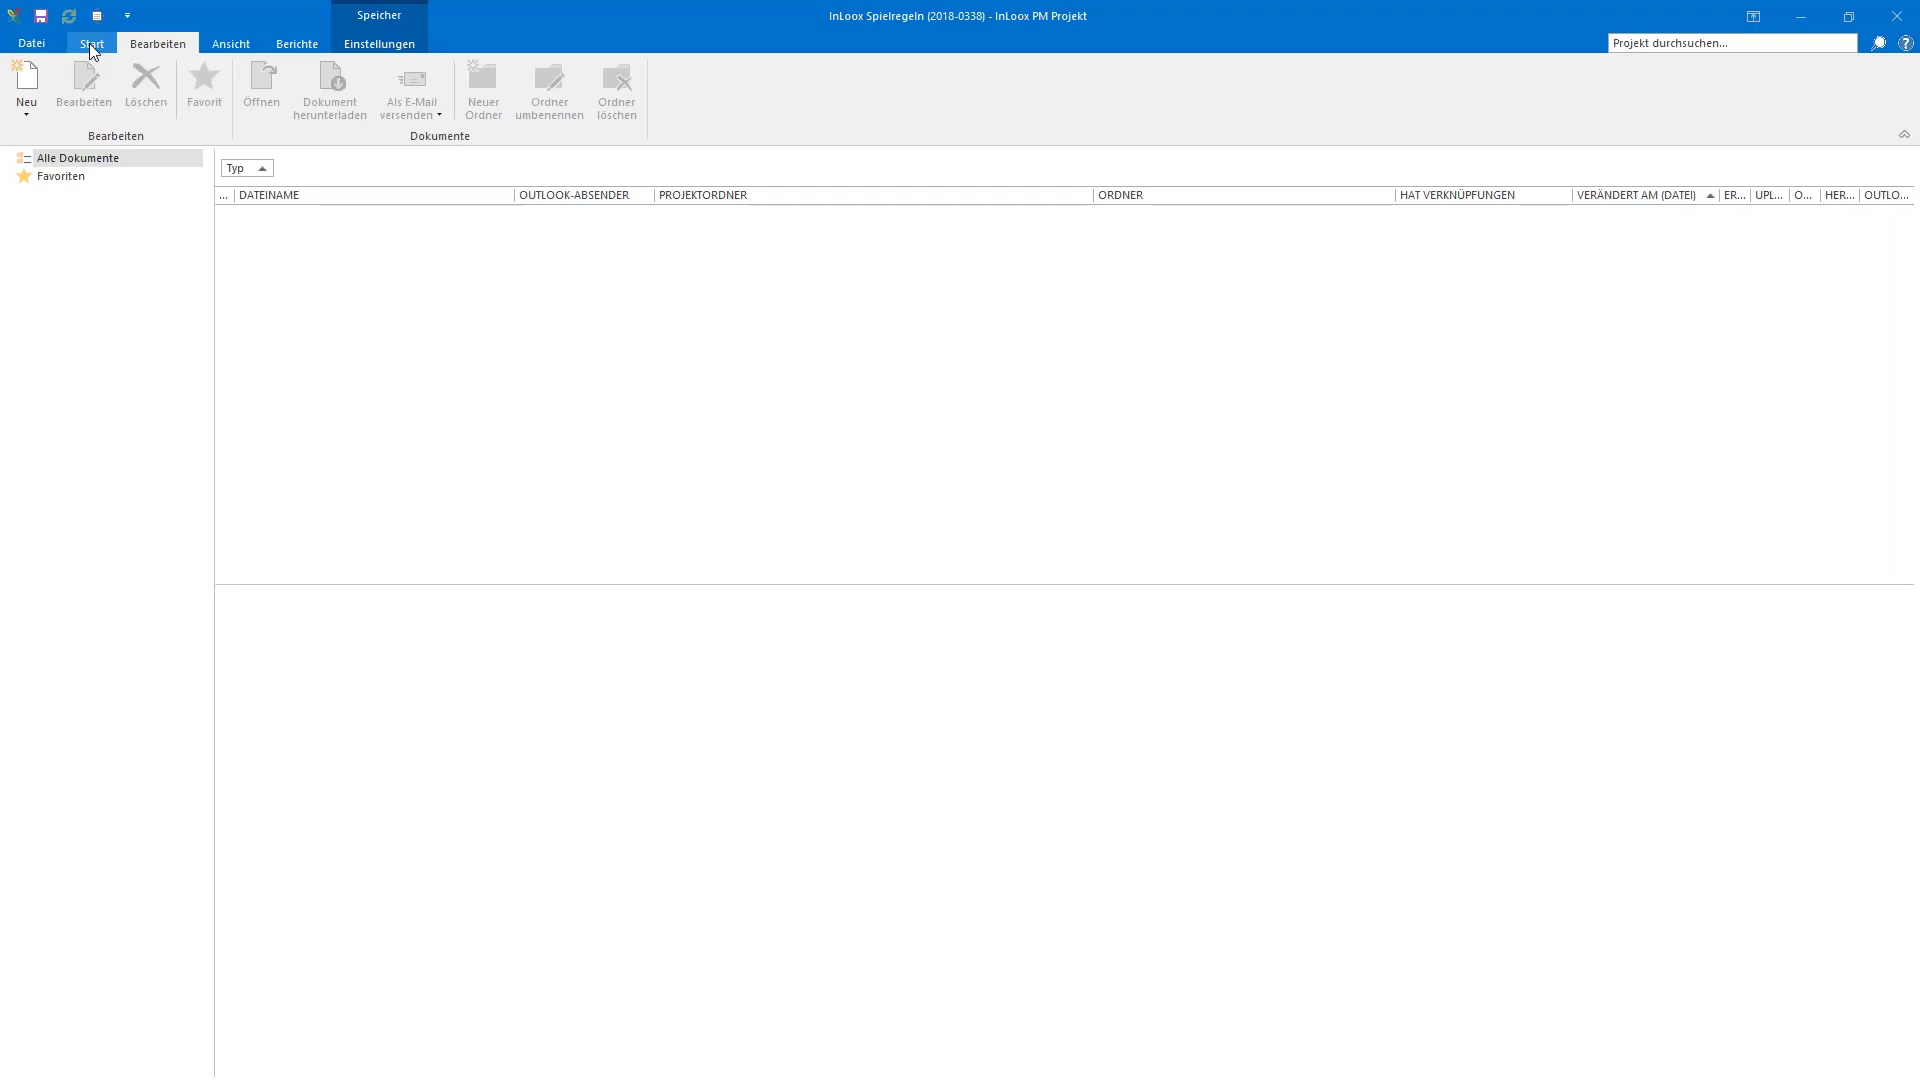 Speicher
InLoox Spielregeln (2018-0338) - InLoox PM Projekt
Datei
Start
Bearbeiten
Ansicht
Berichte
Einstellungen
Projekt durchsuchen...
Neu
Bearbeiten
Löschen
Favorit
Öffnen
Dokument
herunterladen
Als E-Mail
versenden
Neuer
Ordner
Ordner
umbenennen
Ordner
löschen
Bearbeiten
Dokumente
Alle Dokumente
Favoriten
Typ
... DATEINAME OUTLOOK-ABSENDER PROJEKTORDNER ORDNER HAT VERKNÜPFUNGEN VERÄNDERT AM (DATEI) ER... UPL... O... HER... OUTLO...